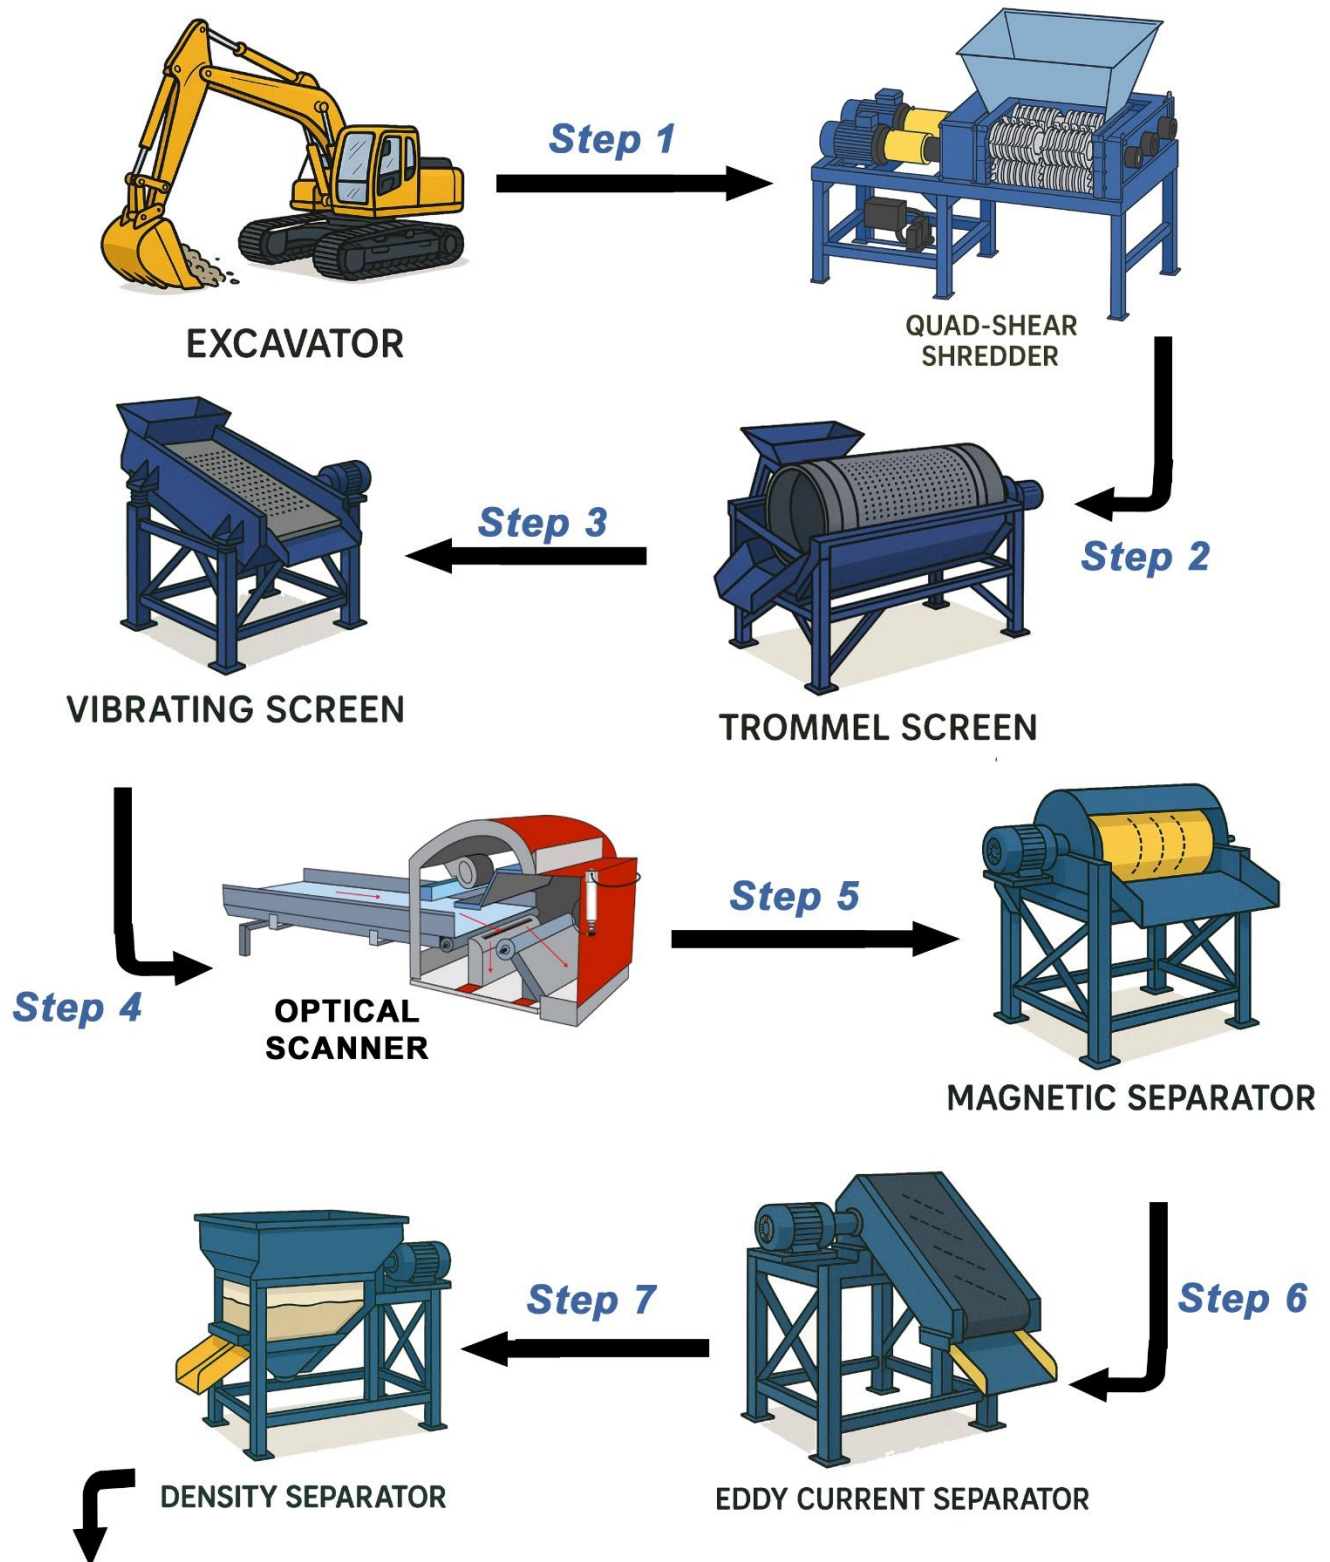 Step 1
EXCAVATOR
QUAD-SHEAR
SHREDDER
Step 2
Step 3
VIBRATING SCREEN
TROMMEL SCREEN
Step 4
OPTICAL
SCANNER
Step 5
MAGNETIC SEPARATOR
Step 6
Step 7
DENSITY SEPARATOR
EDDY CURRENT SEPARATOR